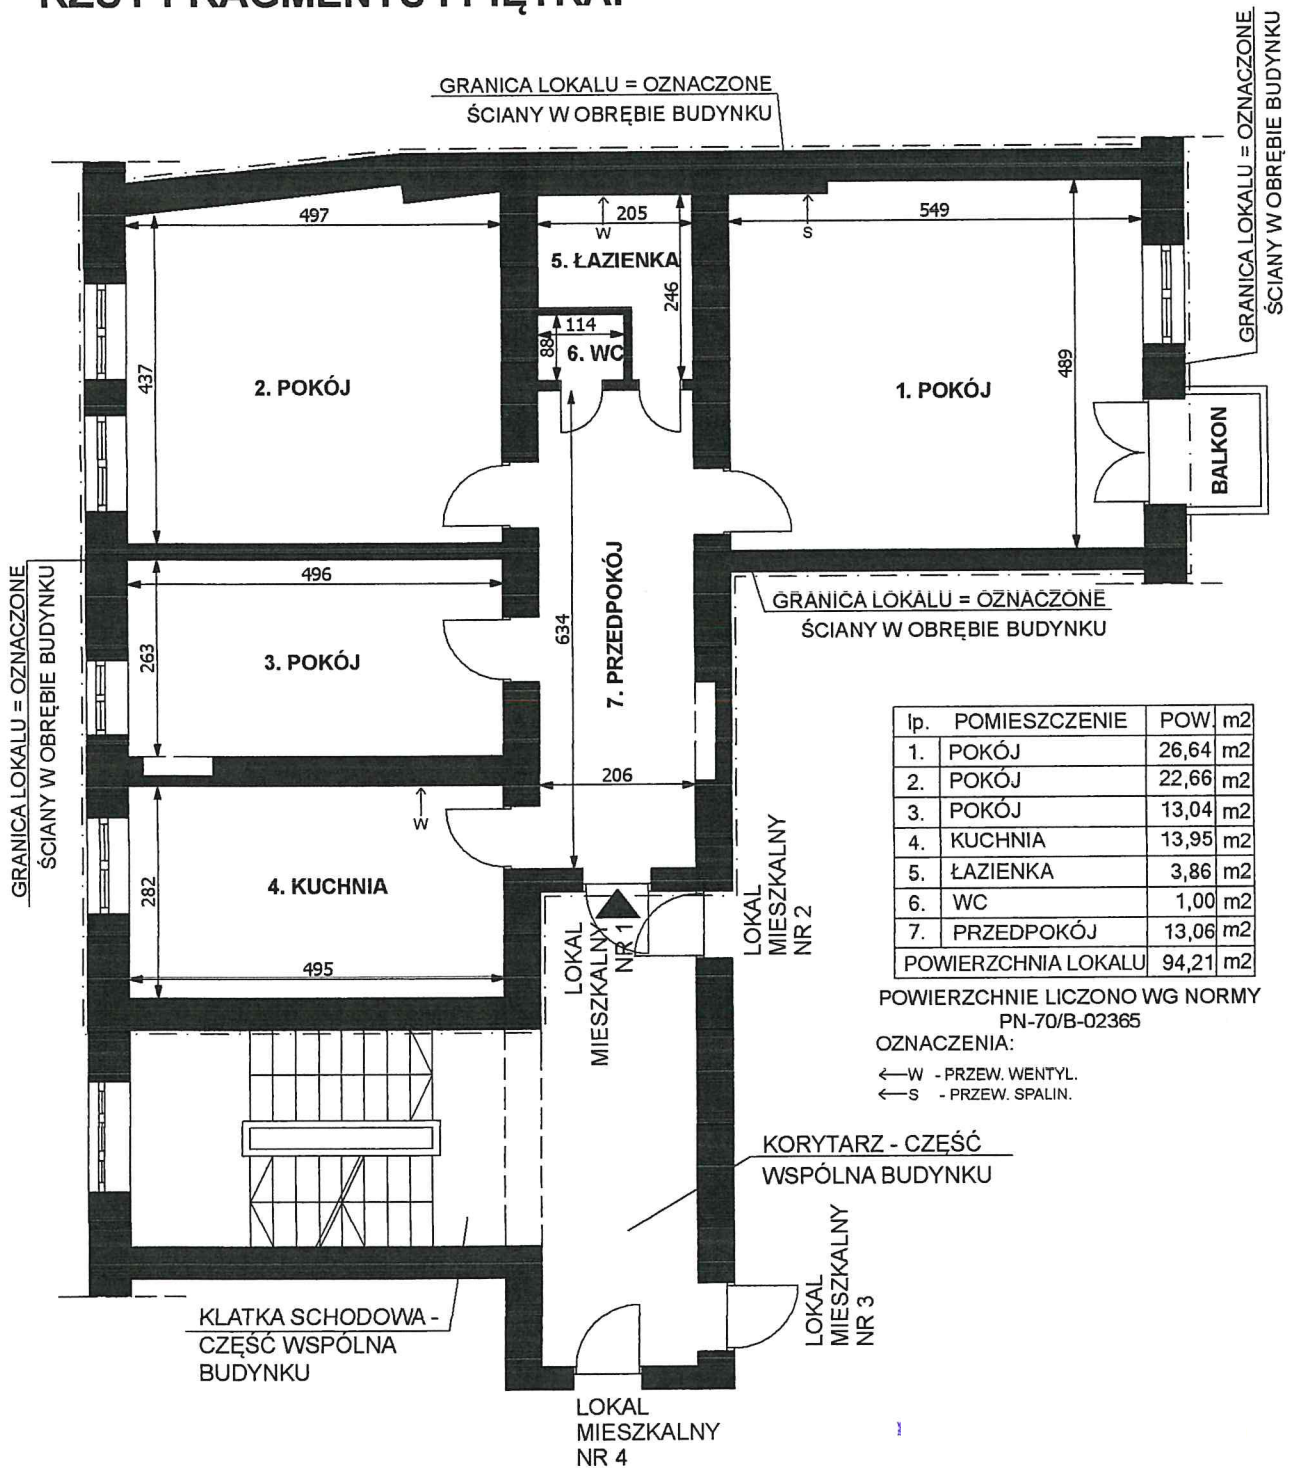 RZUT FRAGMENTU I PIĘTRA:
GRANICA LOKALU = OZNACZONE
ŚCIANY W OBRĘBIE BUDYNKU
GRANICA LOKALU = OZNACZONE
ŚCIANY W OBRĘBIE BUDYNKU
497
W
205
S
549
5. ŁAZIENKA
246
114
88
6. WC
437
2. POKÓJ
489
1. POKÓJ
BALKON
GRANICA LOKALU = OZNACZONE
ŚCIANY W OBRĘBIE BUDYNKU
496
263
3. POKÓJ
634
7. PRZEDPOKÓJ
GRANICA LOKALU = OZNACZONE
ŚCIANY W OBRĘBIE BUDYNKU
206
W
282
4. KUCHNIA
495
LOKAL
MIESZKALNY
NR 1
LOKAL
MIESZKALNY
NR 2
lp. POMIESZCZENIE POW. m2
1. POKÓJ 26,64 m2
2. POKÓJ 22,66 m2
3. POKÓJ 13,04 m2
4. KUCHNIA 13,95 m2
5. ŁAZIENKA 3,86 m2
6. WC 1,00 m2
7. PRZEDPOKÓJ 13,06 m2
POWIERZCHNIA LOKALU 94,21 m2
POWIERZCHNIE LICZONO WG NORMY
PN-70/B-02365
OZNACZENIA:
←W - PRZEW. WENTYL.
←S - PRZEW. SPALIN.
KORYTARZ - CZĘŚĆ
WSPÓLNA BUDYNKU
KLATKA SCHODOWA -
CZĘŚĆ WSPÓLNA
BUDYNKU
LOKAL
MIESZKALNY
NR 3
LOKAL
MIESZKALNY
NR 4